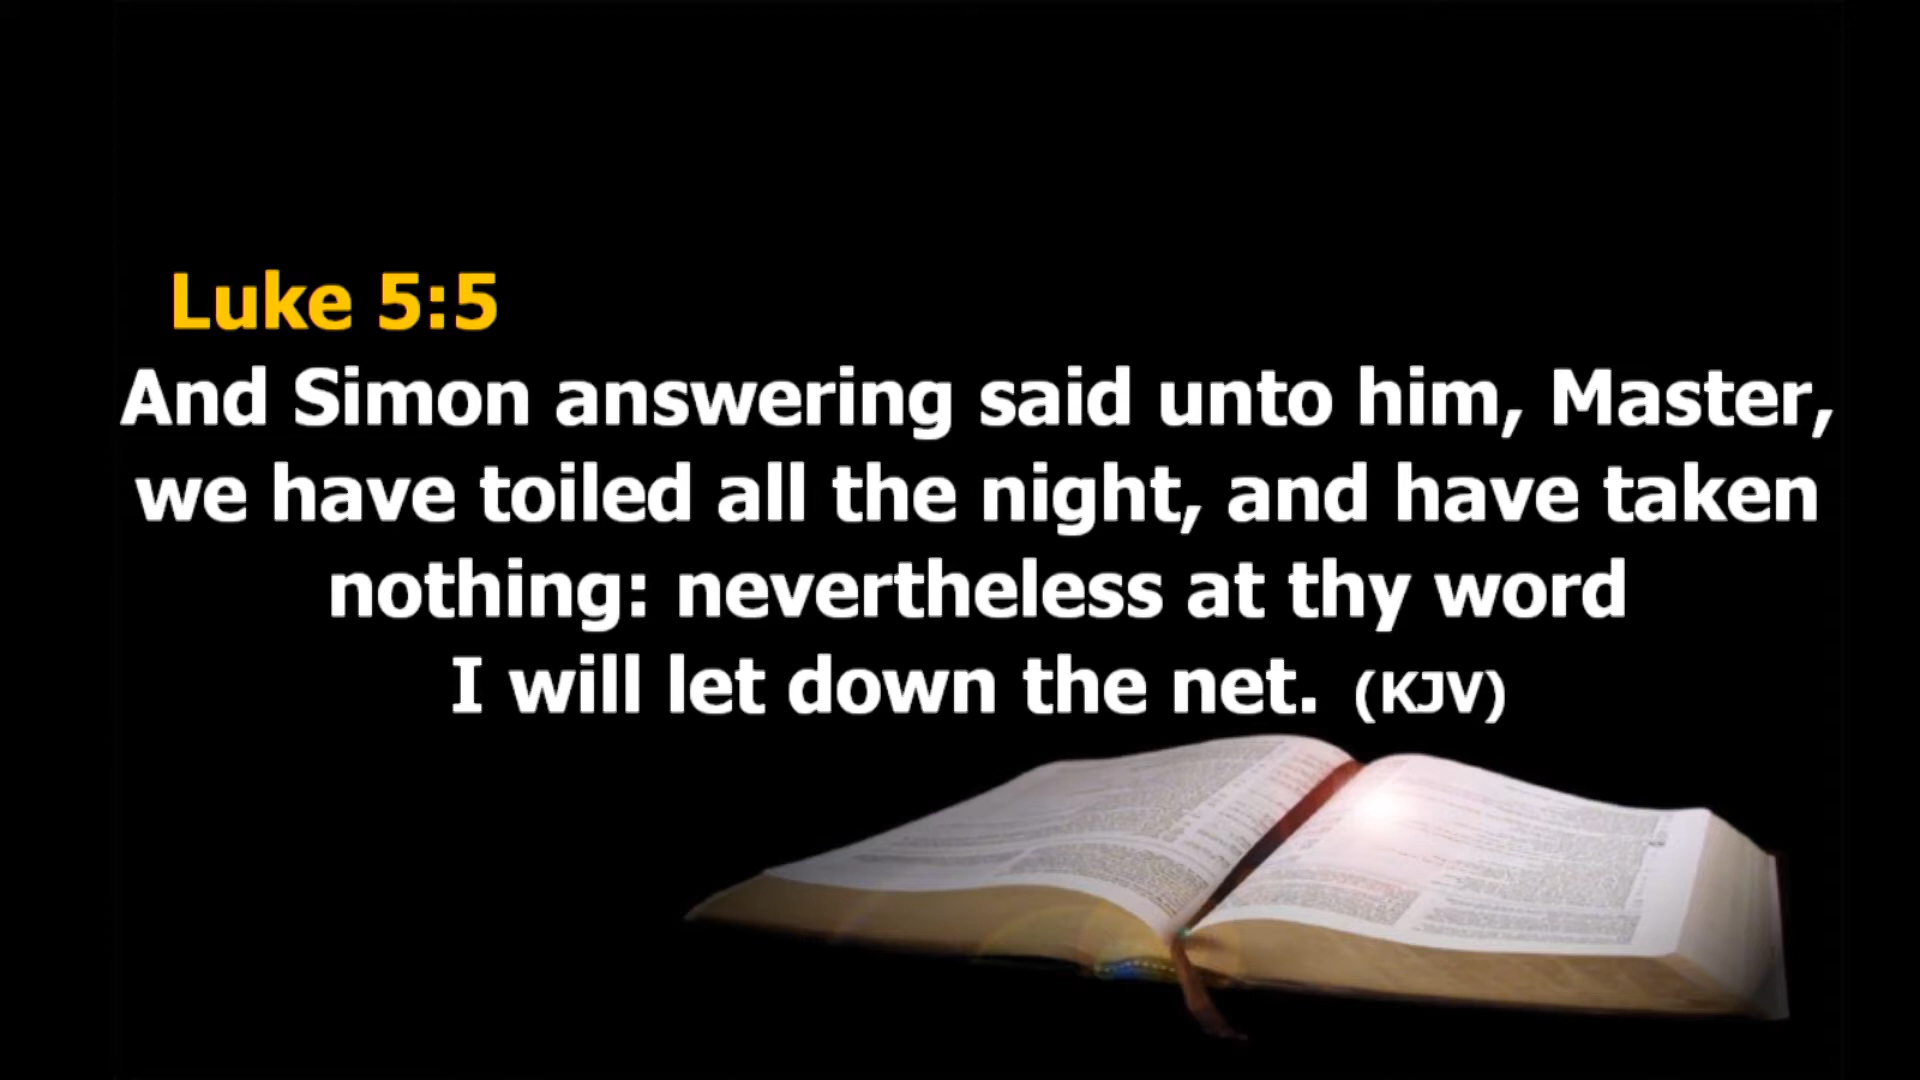 Luke 5:5
And Simon answering said unto him, Master,
we have toiled all the night, and have taken
nothing: nevertheless at thy word
I will let down the net. (KJV)